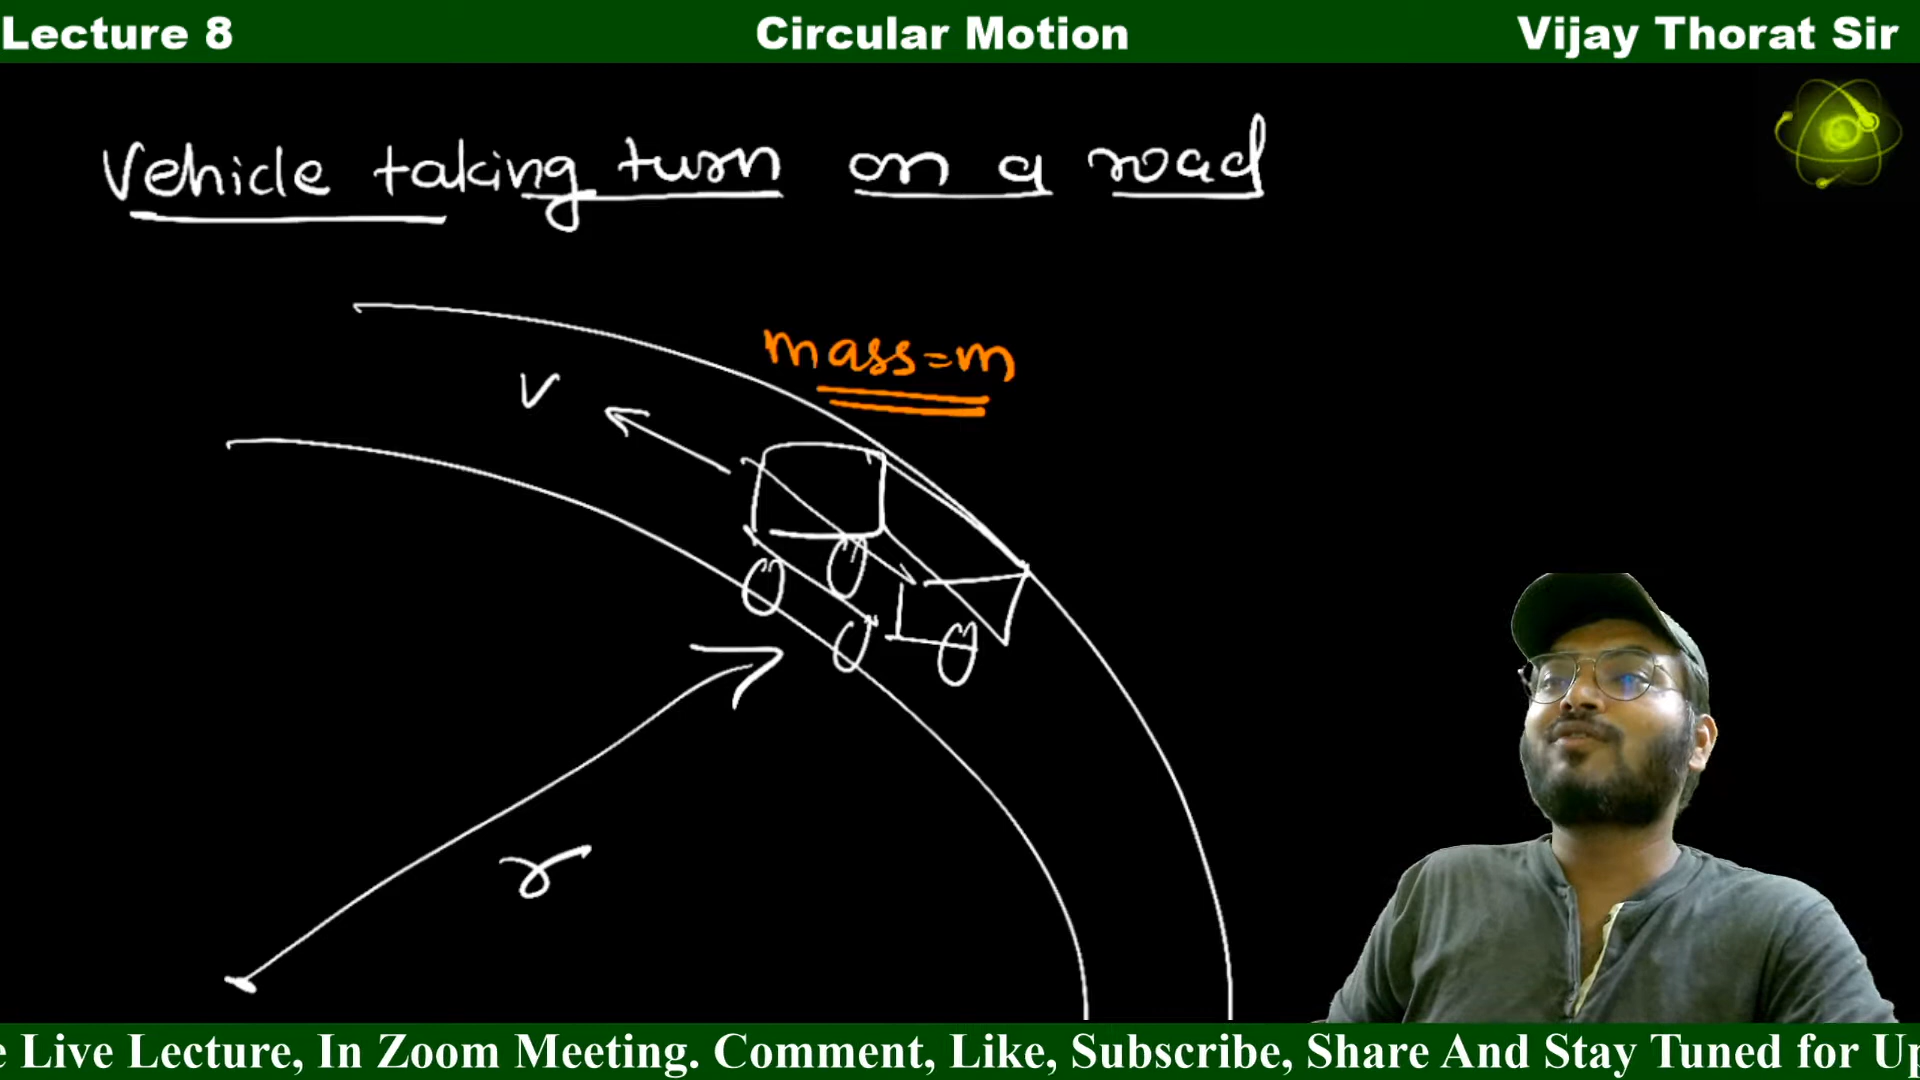 Lecture 8 Circular Motion Vijay Thorat Sir
Vehicle taking turn on a road
mass=m
v
r
e Live Lecture, In Zoom Meeting. Comment, Like, Subscribe, Share And Stay Tuned for Up